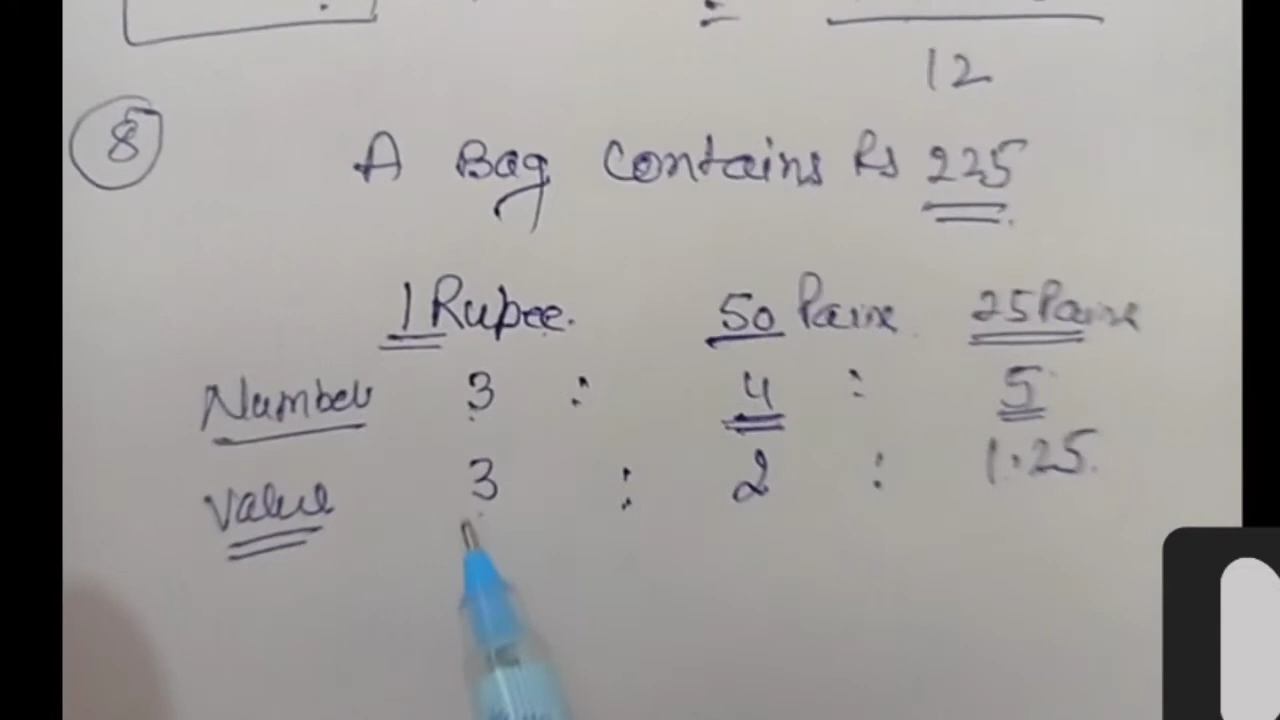 =
12
8 A Bag Contains Rs 225
1 Rupee. 50 Paise 25 Paise
Number 3 : 4 : 5
Value 3 : 2 : 1.25